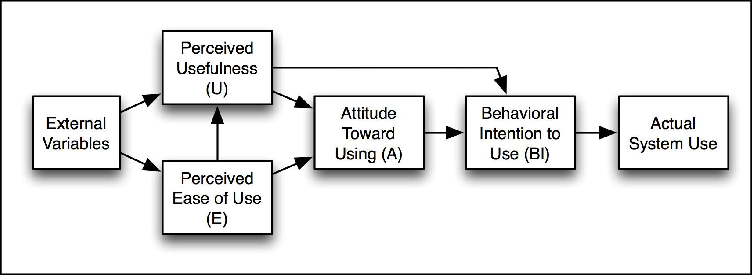 External
Variables
Perceived
Usefulness
(U)
Perceived
Ease of Use
(E)
Attitude
Toward
Using (A)
Behavioral
Intention to
Use (BI)
Actual
System Use